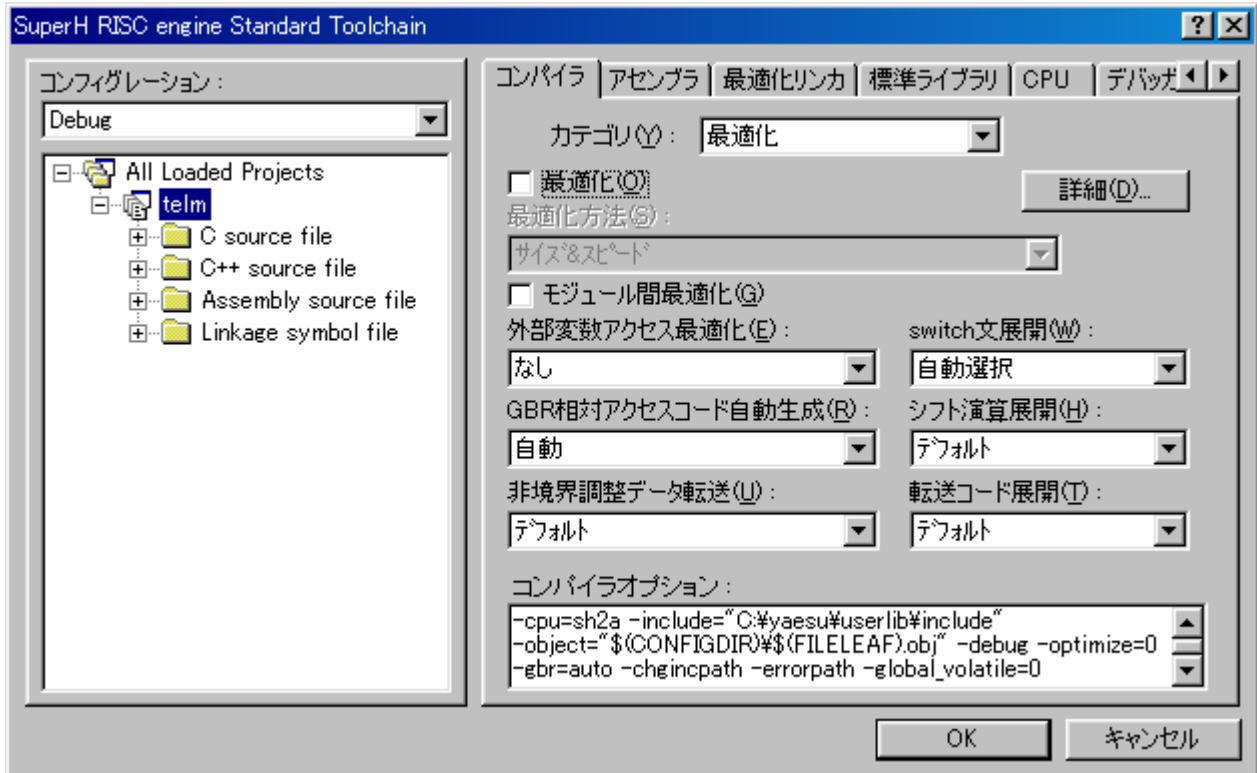 SuperH RISC engine Standard Toolchain
コンフィグレーション :
Debug
All Loaded Projects
telm
C source file
C++ source file
Assembly source file
Linkage symbol file
コンパイラ アセンブラ 最適化リンカ 標準ライブラリ CPU デバッガ
カテゴリ(Y) : 最適化
最適化(O)
詳細(D)...
最適化方法(S) :
サイズ&スピード
モジュール間最適化(G)
外部変数アクセス最適化(E) : switch文展開(W) :
なし 自動選択
GBR相対アクセスコード自動生成(R) : シフト演算展開(H) :
自動 デフォルト
非境界調整データ転送(U) : 転送コード展開(T) :
デフォルト デフォルト
コンパイラオプション :
-cpu=sh2a -include="C:¥yaesu¥userlib¥include"
-object="$(CONFIGDIR)¥$(FILELEAF).obj" -debug -optimize=0
-gbr=auto -chgincpath -errorpath -global_volatile=0
OK キャンセル